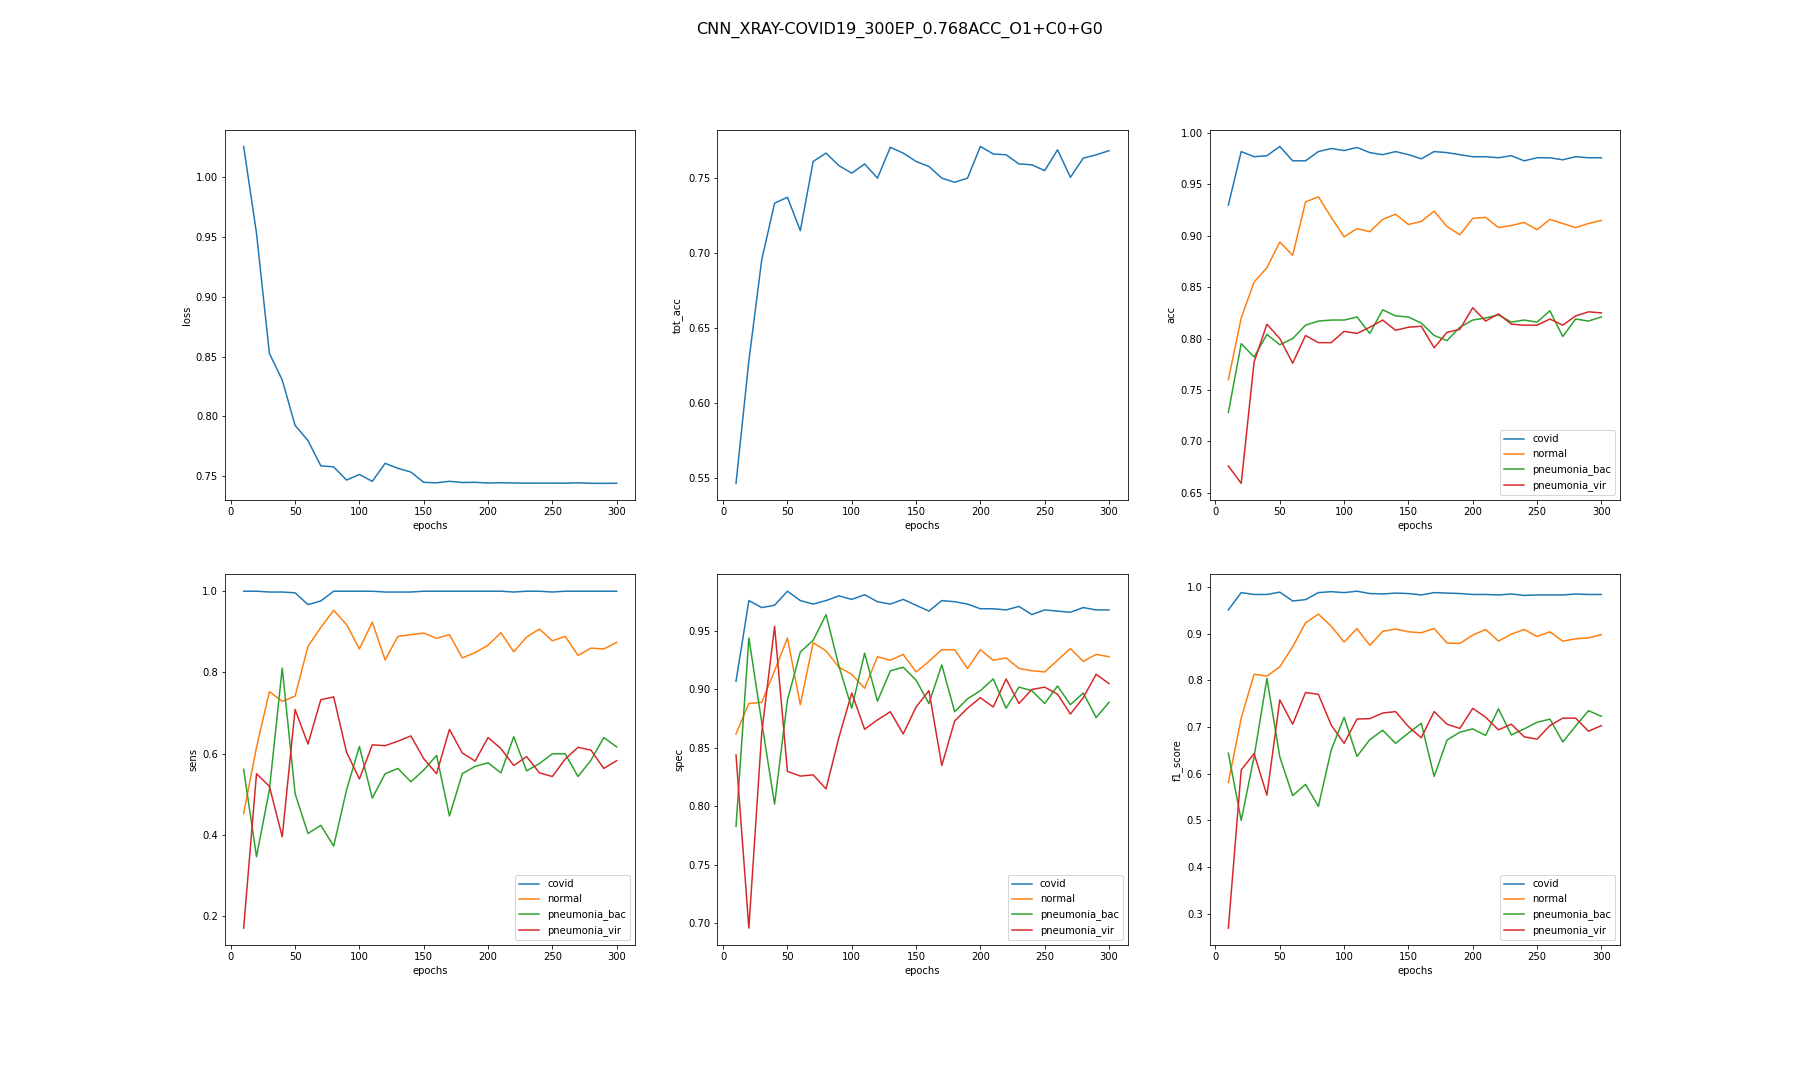 CNN_XRAY-COVID19_300EP_0.768ACC_O1+C0+G0
1.00
0.95
0.90
0.85
0.80
0.75
loss
0 50 100 150 200 250 300
epochs
0.75
0.70
0.65
0.60
0.55
tot_acc
0 50 100 150 200 250 300
epochs
1.00
0.95
0.90
0.85
0.80
0.75
0.70
0.65
acc
covid
normal
pneumonia_bac
pneumonia_vir
0 50 100 150 200 250 300
epochs
1.0
0.8
0.6
0.4
0.2
sens
covid
normal
pneumonia_bac
pneumonia_vir
0 50 100 150 200 250 300
epochs
0.95
0.90
0.85
0.80
0.75
0.70
spec
covid
normal
pneumonia_bac
pneumonia_vir
0 50 100 150 200 250 300
epochs
1.0
0.9
0.8
0.7
0.6
0.5
0.4
0.3
f1_score
covid
normal
pneumonia_bac
pneumonia_vir
0 50 100 150 200 250 300
epochs